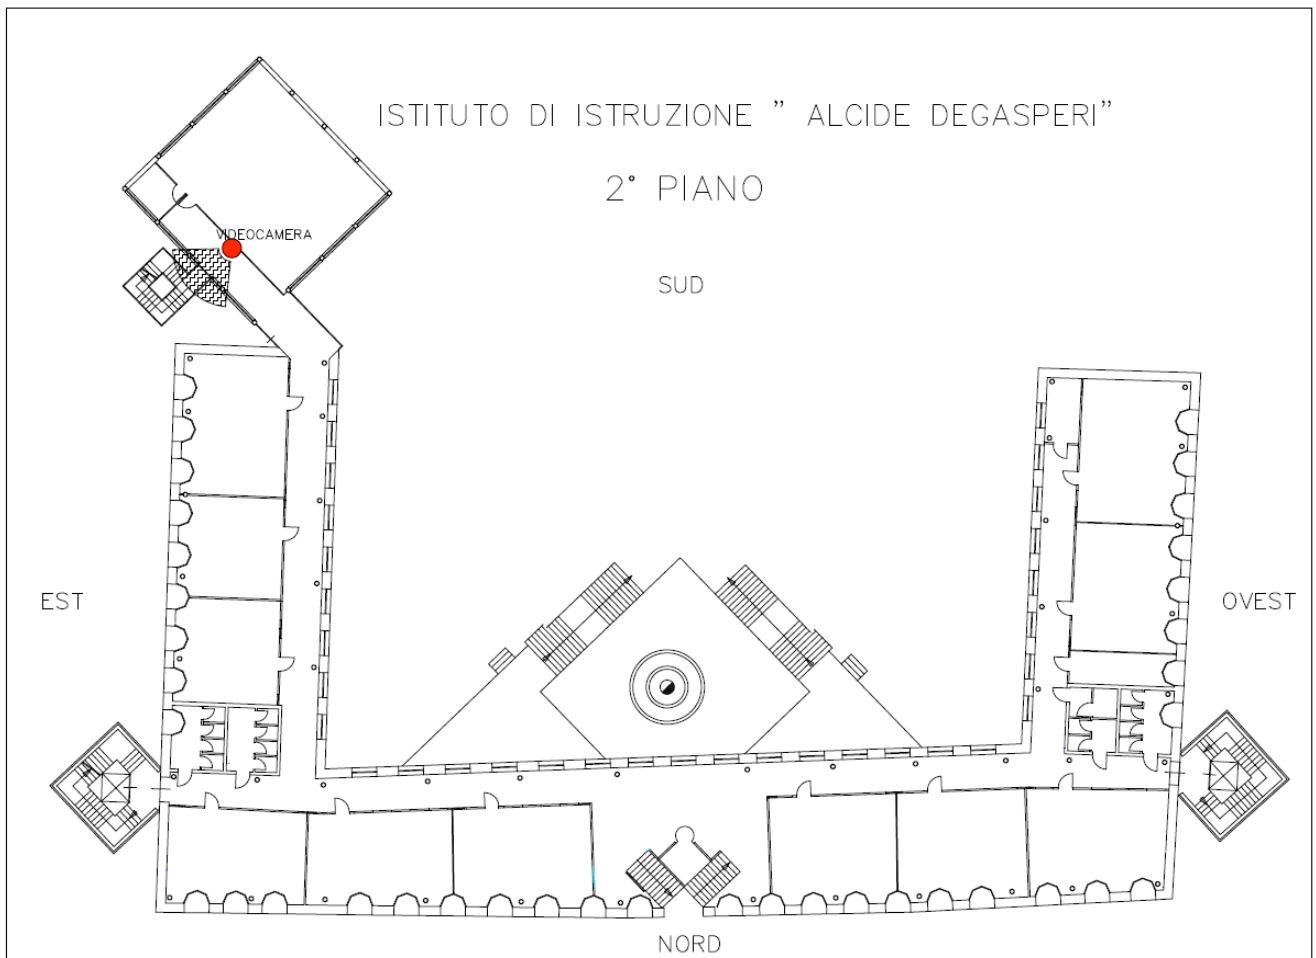 ISTITUTO DI ISTRUZIONE " ALCIDE DEGASPERI"
2° PIANO
VIDEOCAMERA
SUD
EST
OVEST
NORD